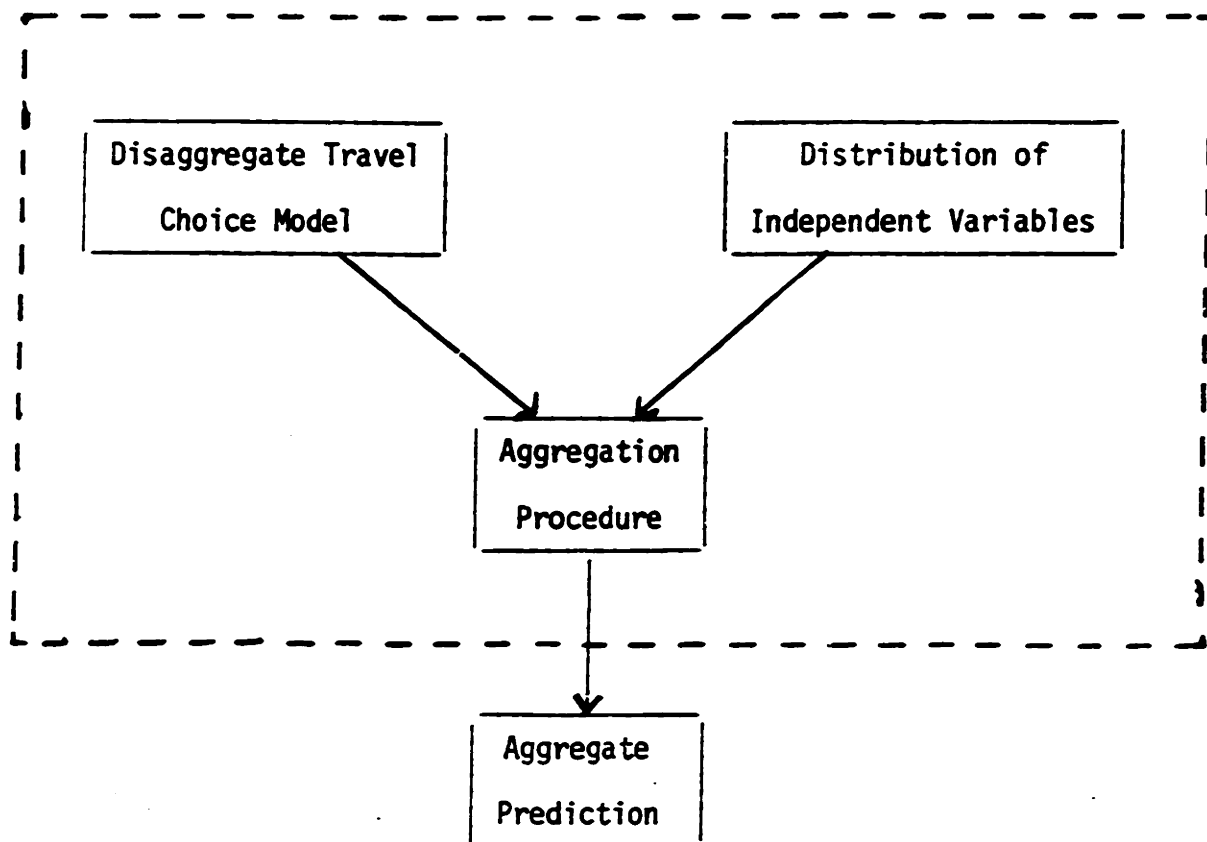 Disaggregate Travel
Choice Model
Distribution of
Independent Variables
Aggregation
Procedure
Aggregate
Prediction